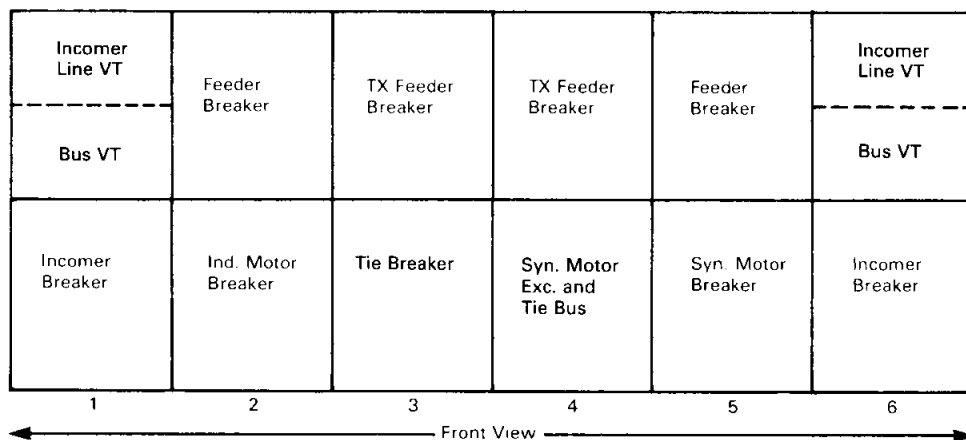 Incomer
Line VT
Bus VT
Feeder
Breaker
TX Feeder
Breaker
TX Feeder
Breaker
Feeder
Breaker
Incomer
Line VT
Bus VT
Incomer
Breaker
Ind. Motor
Breaker
Tie Breaker
Syn. Motor
Exc. and
Tie Bus
Syn. Motor
Breaker
Incomer
Breaker
1
2
3
4
5
6
Front View